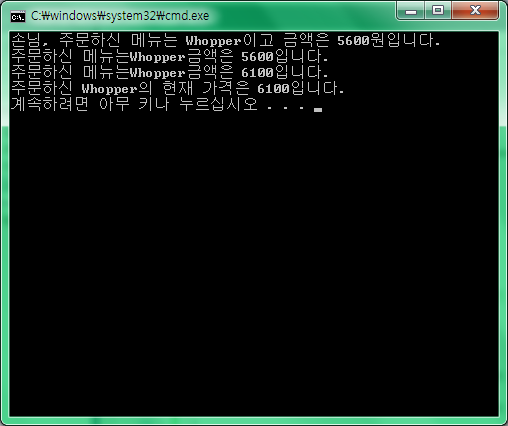 C:\windows\system32\cmd.exe
손님, 주문하신 메뉴는 Whopper이고 금액은 5600원입니다.
주문하신 메뉴는Whopper금액은 5600입니다.
주문하신 메뉴는Whopper금액은 6100입니다.
주문하신 Whopper의 현재 가격은 6100입니다.
계속하려면 아무 키나 누르십시오 . . .